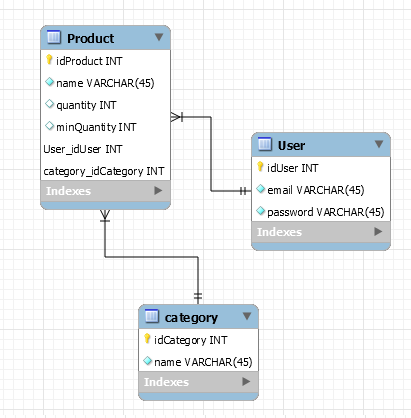 Product
idProduct INT
name VARCHAR(45)
quantity INT
minQuantity INT
User_idUser INT
category_idCategory INT
Indexes
User
idUser INT
email VARCHAR(45)
password VARCHAR(45)
Indexes
category
idCategory INT
name VARCHAR(45)
Indexes